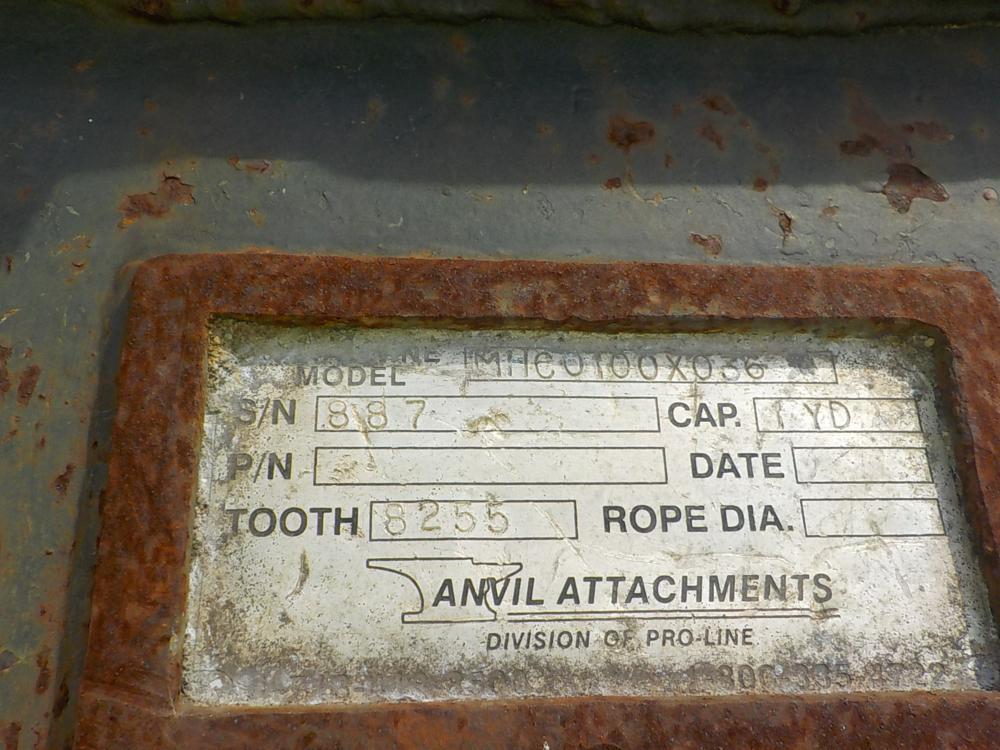 MODEL MHC0100X036
S/N 887 CAP. 1 YD
P/N DATE
TOOTH 8255 ROPE DIA.
ANVIL ATTACHMENTS
DIVISION OF PRO-LINE